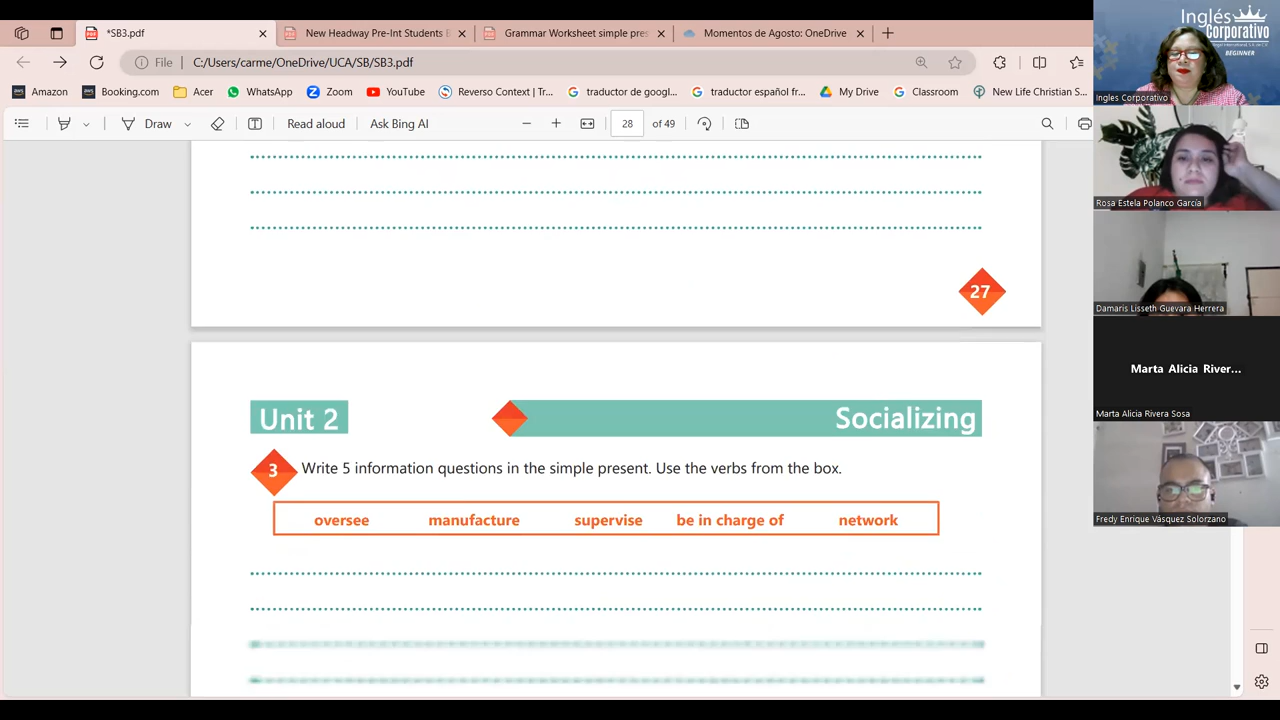 *SB3.pdf
New Headway Pre-Int Students E
Grammar Worksheet simple pres
Momentos de Agosto: OneDrive
File
C:/Users/carme/OneDrive/UCA/SB/SB3.pdf
Amazon
Booking.com
Acer
WhatsApp
Zoom
YouTube
Reverso Context | Tr...
traductor de googl...
traductor español fr...
My Drive
Classroom
New Life Christian S...
Draw
Read aloud
Ask Bing AI
28 of 49
27
Unit 2
Socializing
3 Write 5 information questions in the simple present. Use the verbs from the box.
oversee manufacture supervise be in charge of network
Inglés
Corporativo
BEGINNER
Ingles Corporativo
Rosa Estela Polanco García
Damaris Lisseth Guevara Herrera
Marta Alicia River...
Marta Alicia Rivera Sosa
Fredy Enrique Vásquez Solorzano